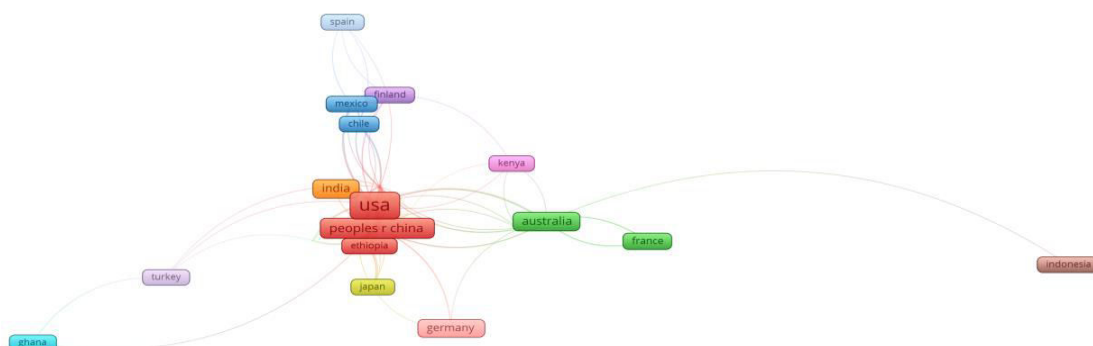 spain
finland
mexico
chile
kenya
india
usa
australia
peoples r china
france
ethiopia
indonesia
turkey
japan
germany
ghana